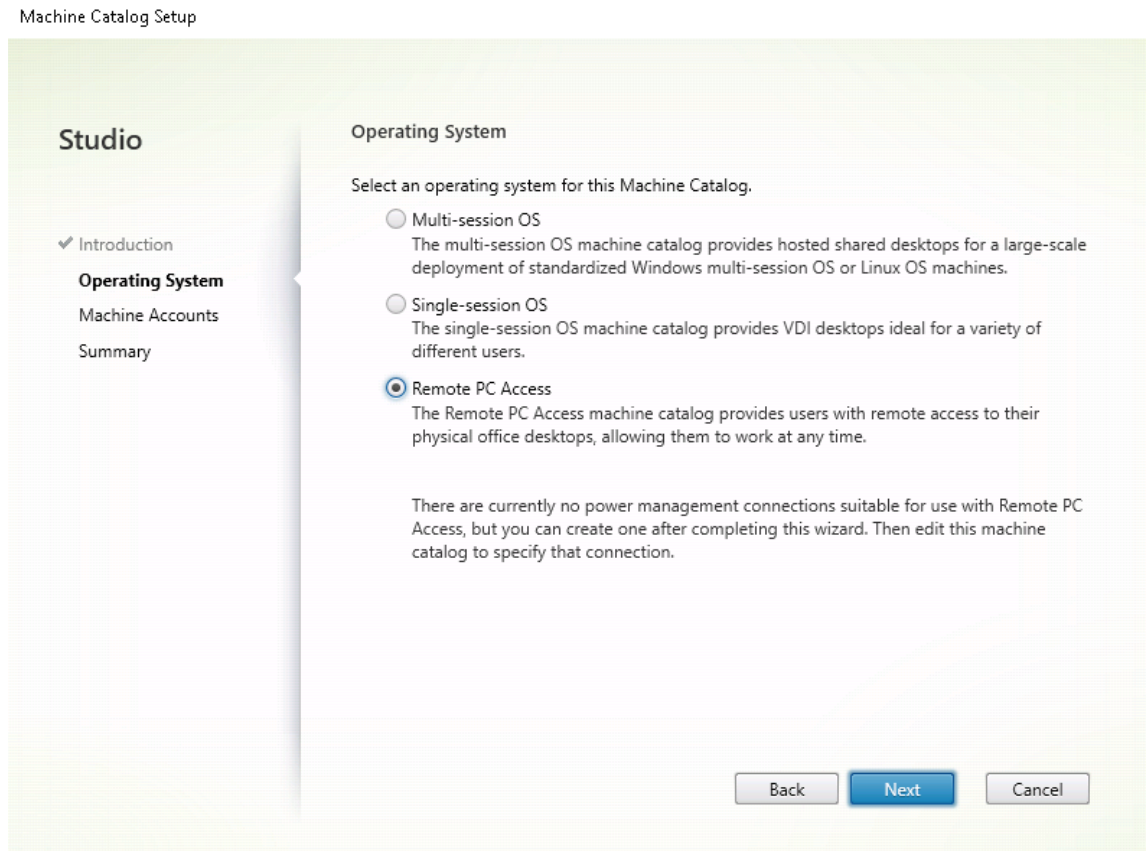 Machine Catalog Setup
Studio
Introduction
Operating System
Machine Accounts
Summary
Operating System
Select an operating system for this Machine Catalog.
Multi-session OS
The multi-session OS machine catalog provides hosted shared desktops for a large-scale
deployment of standardized Windows multi-session OS or Linux OS machines.
Single-session OS
The single-session OS machine catalog provides VDI desktops ideal for a variety of
different users.
Remote PC Access
The Remote PC Access machine catalog provides users with remote access to their
physical office desktops, allowing them to work at any time.
There are currently no power management connections suitable for use with Remote PC
Access, but you can create one after completing this wizard. Then edit this machine
catalog to specify that connection.
Back
Next
Cancel